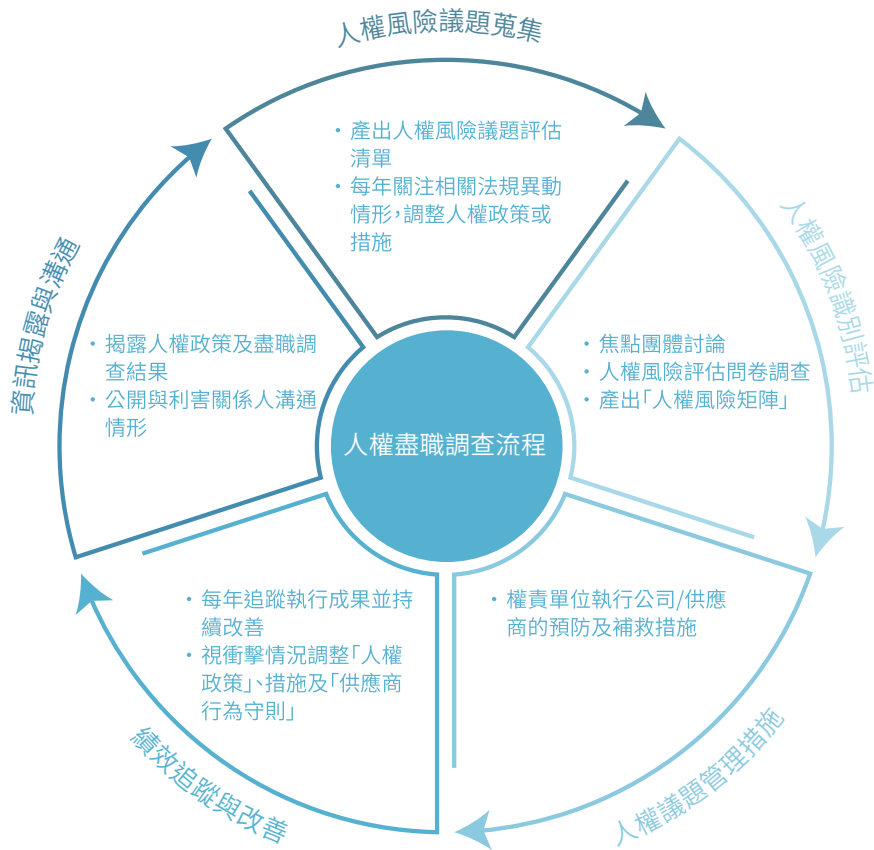 人權風險議題蒐集
• 產出人權風險議題評估
清單
• 每年關注相關法規異動
情形，調整人權政策或
措施
人權風險識別評估
• 焦點團體討論
• 人權風險評估問卷調查
• 產出「人權風險矩陣」
人權議題管理措施
• 權責單位執行公司/供應
商的預防及補救措施
績效追蹤與改善
• 每年追蹤執行成果並持
續改善
• 視衝擊情況調整「人權
政策」、措施及「供應商
行為守則」
資訊揭露與溝通
• 揭露人權政策及盡職調
查結果
• 公開與利害關係人溝通
情形
人權盡職調查流程